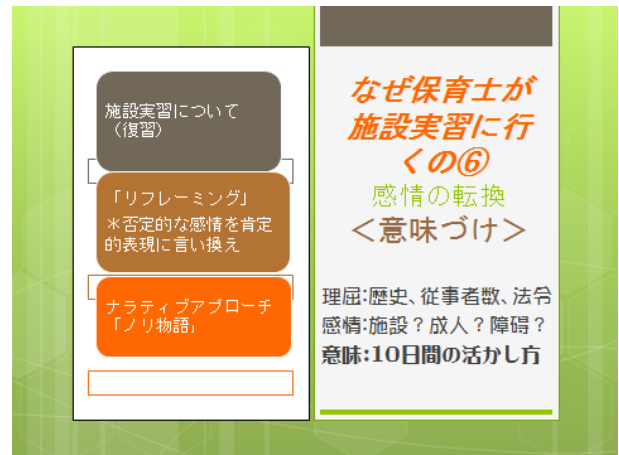 施設実習について
（復習）
「リフレーミング」
＊否定的な感情を肯定
的表現に言い換え
ナラティブアプローチ
「ノリ物語」
なぜ保育士が
施設実習に行
くの⑥
感情の転換
＜意味づけ＞
理屈:歴史、従事者数、法令
感情:施設？成人？障碍？
意味:10日間の活かし方